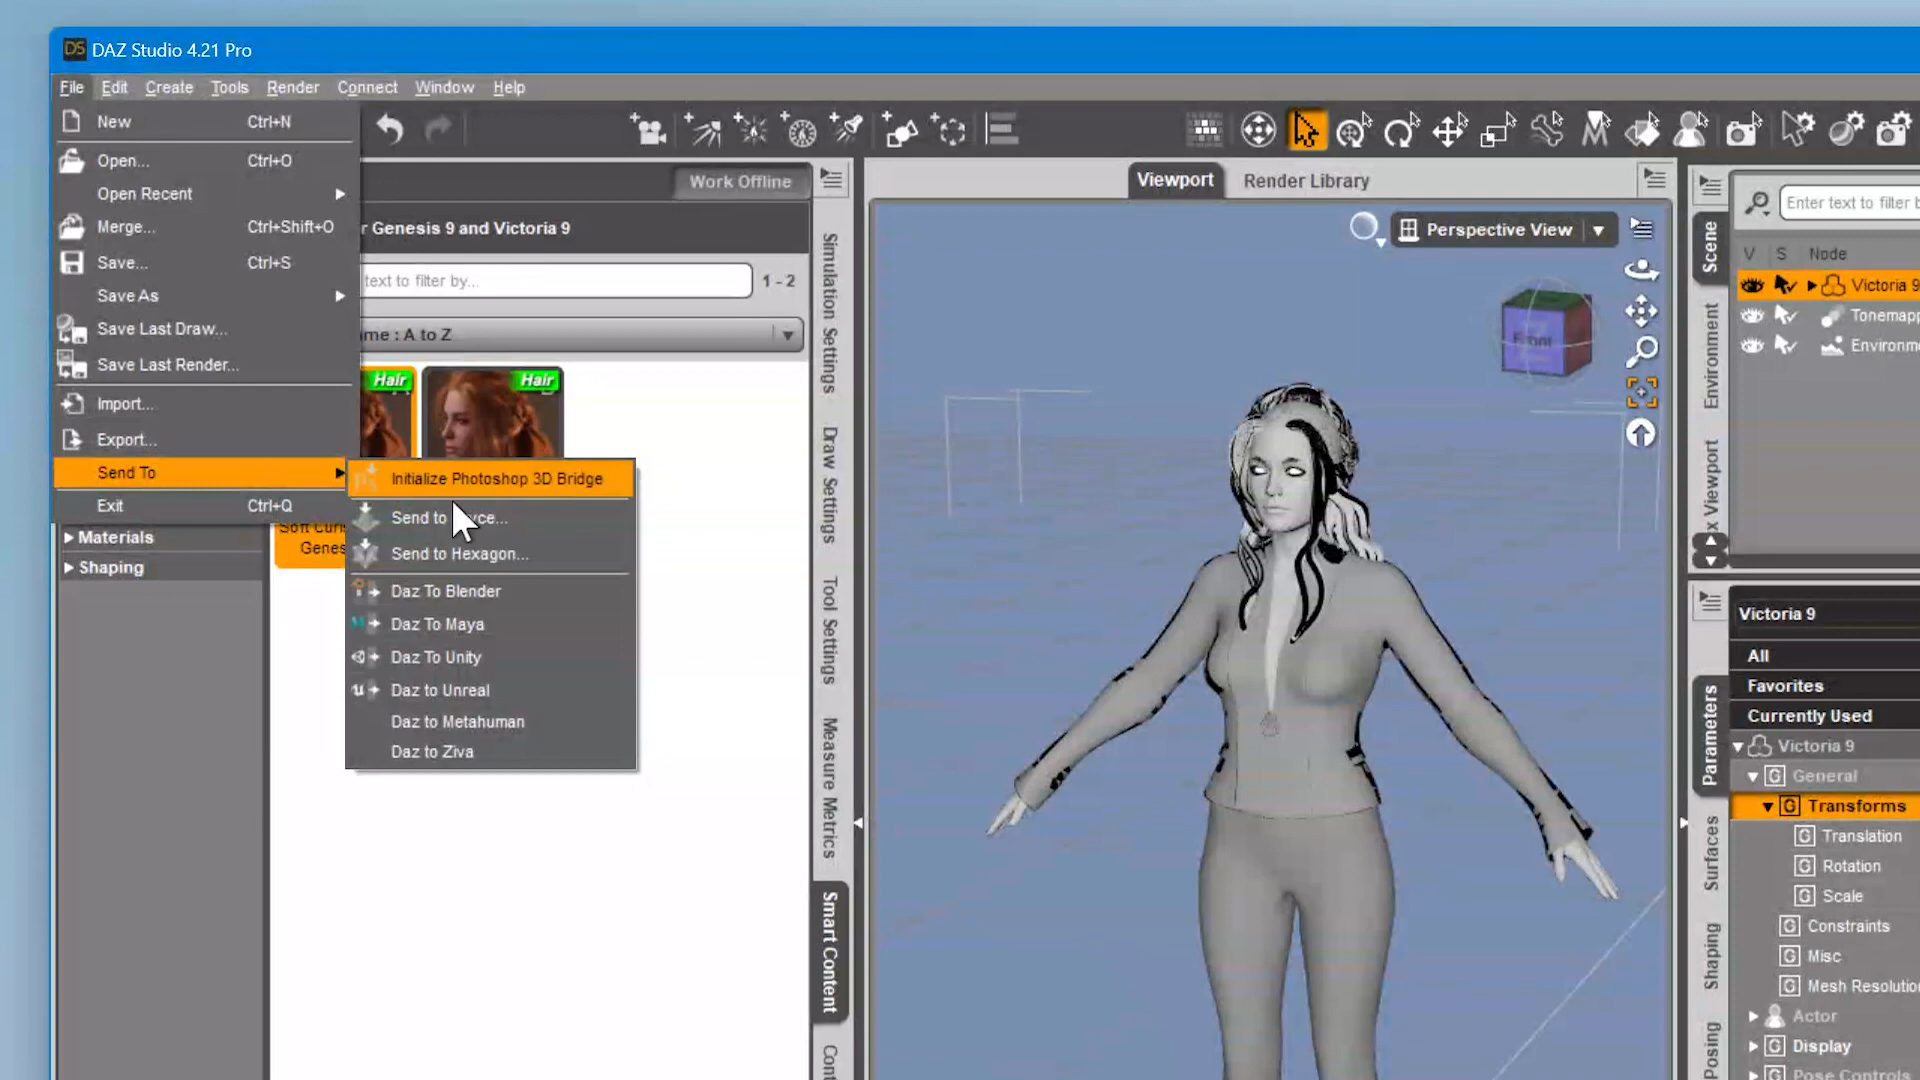 DS DAZ Studio 4.21 Pro
File Edit Create Tools Render Connect Window Help
New Ctrl+N
Open... Ctrl+O
Open Recent
Merge... Ctrl+Shift+O
Save... Ctrl+S
Save As
Save Last Draw...
Save Last Render...
Import...
Export...
Send To
Exit Ctrl+Q
Materials
Shaping
Work Offline
r Genesis 9 and Victoria 9
text to filter by...
1 - 2
me : A to Z
Hair
Hair
Soft Curl
Genes
Initialize Photoshop 3D Bridge
Send to yce...
Send to Hexagon...
Daz To Blender
Daz To Maya
Daz To Unity
Daz to Unreal
Daz to Metahuman
Daz to Ziva
Simulation Settings
Draw Settings
Tool Settings
Measure Metrics
Smart Content
Cont
Viewport
Render Library
Perspective View
Front
Scene
Environment
x Viewport
Enter text to filter b
V S Node
Victoria 9
Tonemapp
Environme
Parameters
Surfaces
Shaping
Posing
Victoria 9
All
Favorites
Currently Used
Victoria 9
G General
G Transforms
G Translation
G Rotation
G Scale
G Constraints
G Misc
G Mesh Resolutio
Actor
G Display
G Pose Controls